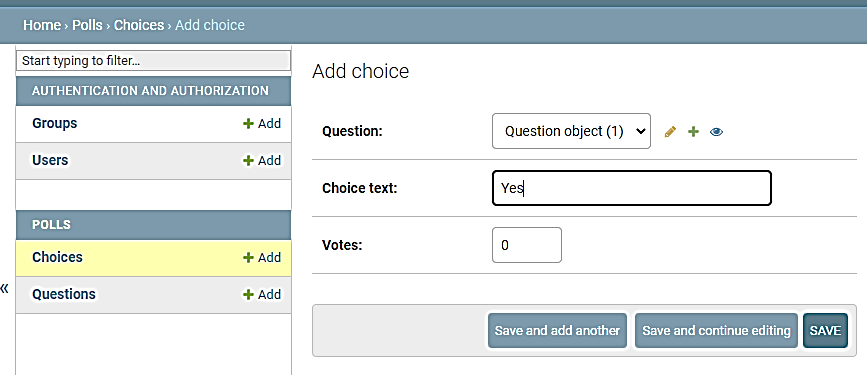 Home › Polls › Choices › Add choice
Start typing to filter...
AUTHENTICATION AND AUTHORIZATION
Groups + Add
Users + Add
POLLS
Choices + Add
Questions + Add
«
Add choice
Question: Question object (1)
Choice text: Yes
Votes: 0
Save and add another Save and continue editing SAVE